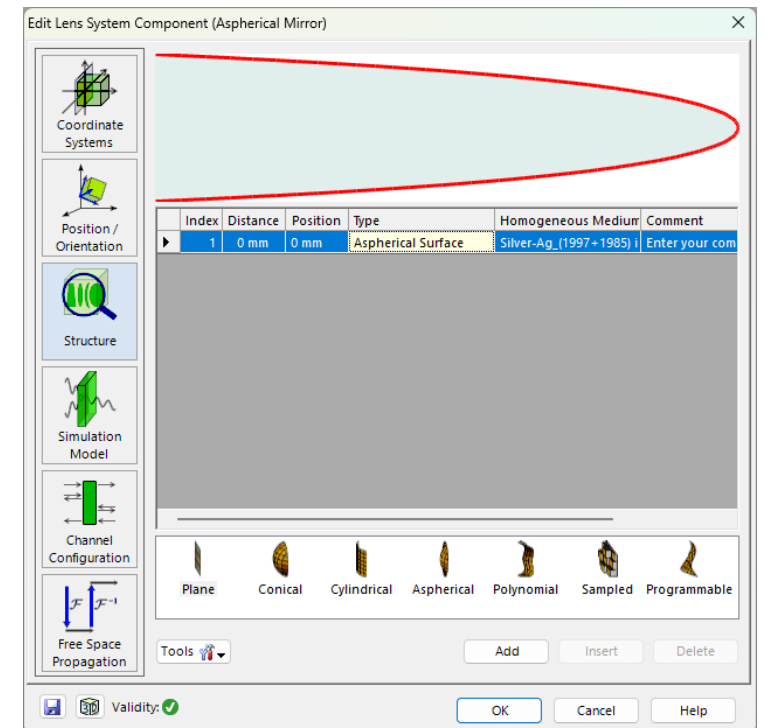 Edit Lens System Component (Aspherical Mirror)
Coordinate
Systems
Position /
Orientation
Structure
Simulation
Model
Channel
Configuration
ℱ ℱ⁻¹
Free Space
Propagation
Index Distance Position Type Homogeneous Medium Comment
1 0 mm 0 mm Aspherical Surface Silver-Ag_(1997+1985) i Enter your com
Plane Conical Cylindrical Aspherical Polynomial Sampled Programmable
Tools Add Insert Delete
3D Validity: OK Cancel Help